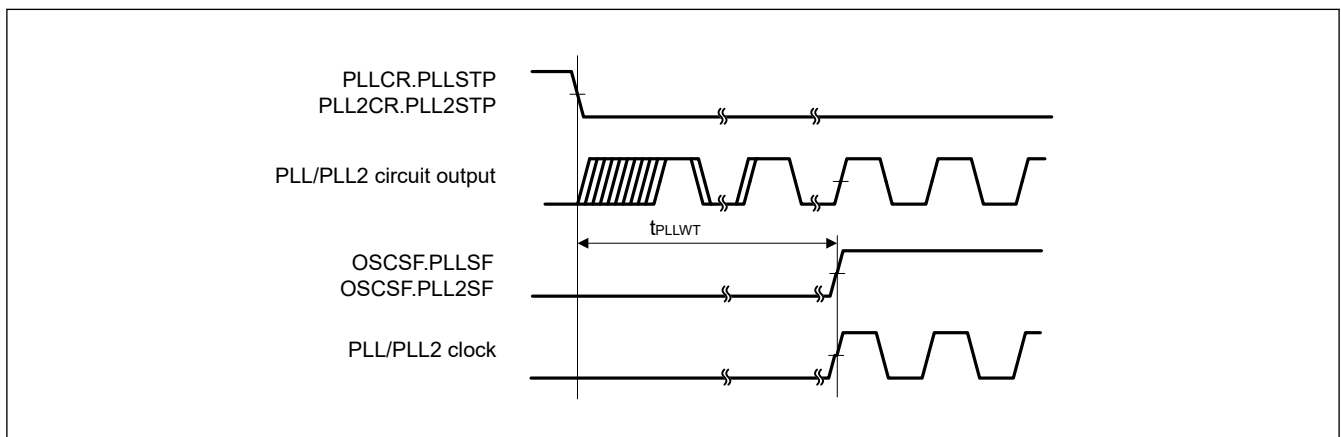 PLLCR.PLLSTP
PLL2CR.PLL2STP
PLL/PLL2 circuit output
tPLLWT
OSCSF.PLLSF
OSCSF.PLL2SF
PLL/PLL2 clock